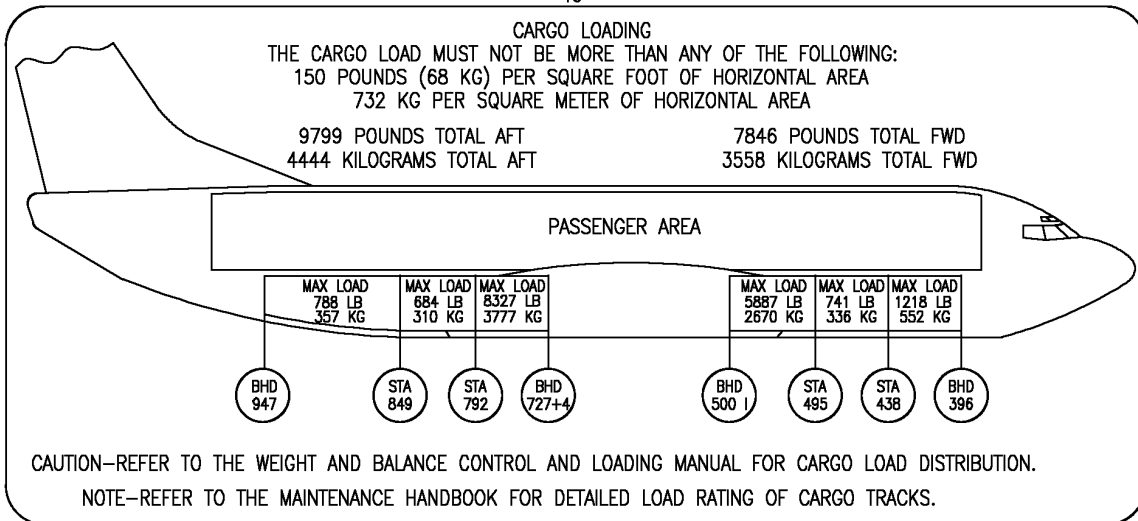 CARGO LOADING
THE CARGO LOAD MUST NOT BE MORE THAN ANY OF THE FOLLOWING:
150 POUNDS (68 KG) PER SQUARE FOOT OF HORIZONTAL AREA
732 KG PER SQUARE METER OF HORIZONTAL AREA
9799 POUNDS TOTAL AFT
4444 KILOGRAMS TOTAL AFT
7846 POUNDS TOTAL FWD
3558 KILOGRAMS TOTAL FWD
PASSENGER AREA
MAX LOAD
788 LB
357 KG
MAX LOAD
684 LB
310 KG
MAX LOAD
8327 LB
3777 KG
MAX LOAD
5887 LB
2670 KG
MAX LOAD
741 LB
336 KG
MAX LOAD
1218 LB
552 KG
BHD
947
STA
849
STA
792
BHD
727+4
BHD
500 I
STA
495
STA
438
BHD
396
CAUTION–REFER TO THE WEIGHT AND BALANCE CONTROL AND LOADING MANUAL FOR CARGO LOAD DISTRIBUTION.
NOTE–REFER TO THE MAINTENANCE HANDBOOK FOR DETAILED LOAD RATING OF CARGO TRACKS.